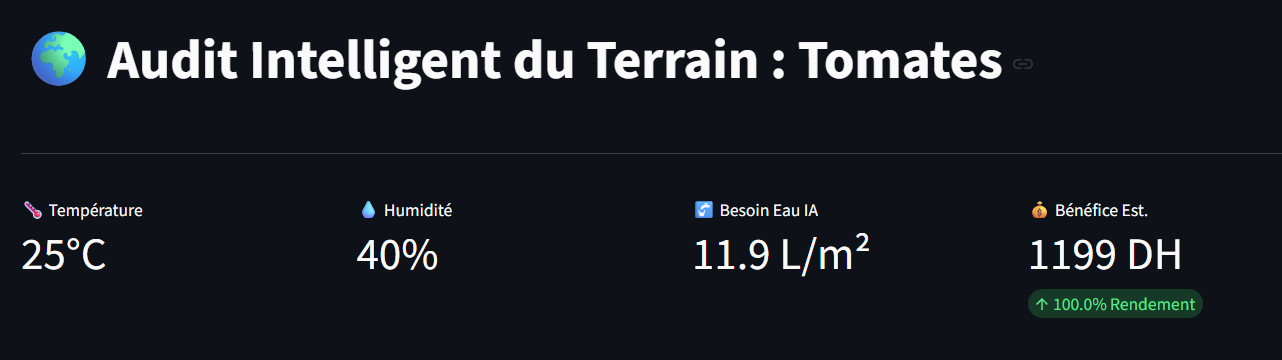 Audit Intelligent du Terrain : Tomates
Température
25°C
Humidité
40%
Besoin Eau IA
11.9 L/m²
Bénéfice Est.
1199 DH
↑ 100.0% Rendement